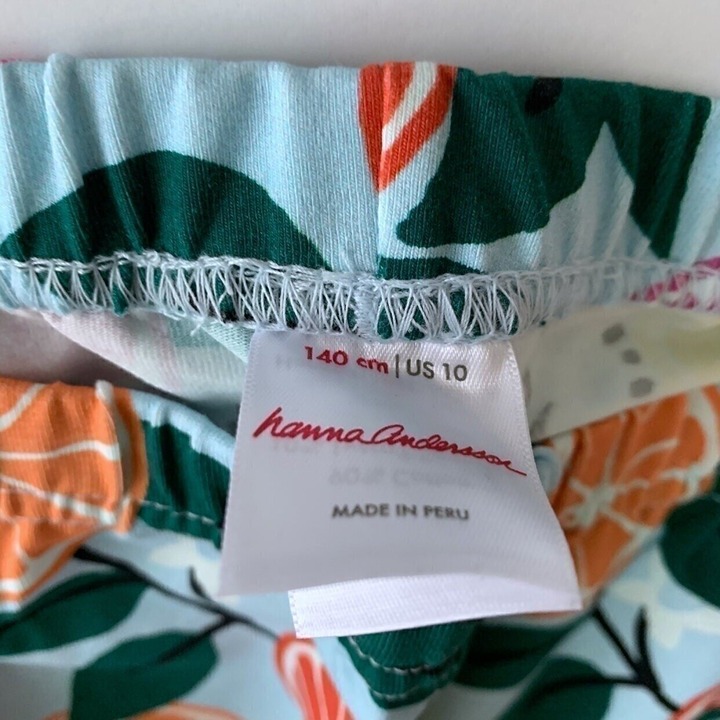 140 cm | US 10
hanna andersson
MADE IN PERU